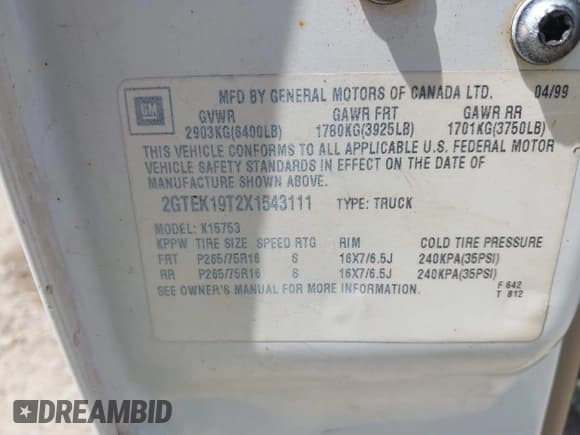 GM
MFD BY GENERAL MOTORS OF CANADA LTD. 04/99
GVWR GAWR FRT GAWR RR
2903KG(6400LB) 1780KG(3925LB) 1701KG(3750LB)
THIS VEHICLE CONFORMS TO ALL APPLICABLE U.S. FEDERAL MOTOR
VEHICLE SAFETY STANDARDS IN EFFECT ON THE DATE OF
MANUFACTURE SHOWN ABOVE.
2GTEK19T2X1543111 TYPE: TRUCK
MODEL: K15753
KPPW TIRE SIZE SPEED RTG RIM COLD TIRE PRESSURE
FRT P265/75R16 S 16X7/6.5J 240KPA(35PSI)
RR P265/75R16 S 16X7/6.5J 240KPA(35PSI)
SEE OWNER'S MANUAL FOR MORE INFORMATION.
F 642
T 812
DREAMBID